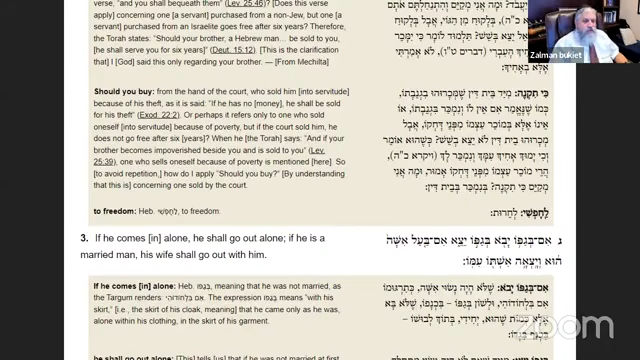 verse, "and you shall bequeath them" (Lev. 25:46)? [Does this verse
apply] concerning one [a servant] purchased from a non-Jew, but one [a
servant] purchased from an Israelite goes free after six years? Therefore,
the Torah states: "Should your brother, a Hebrew man… be sold to you,
[he shall serve you for six years]" (Deut. 15:12). [This is the clarification
that] I [God] said this only regarding your brother. — [From Mechilta]
Should you buy: from the hand of the court, who sold him [into servitude]
because of his theft, as it is said: "If he has no [money], he shall be sold
for his theft" (Exod. 22:2). Or perhaps it refers only to one who sold
oneself [into servitude] because of poverty, but if the court sold him, he
does not go free after six [years]? When he [the Torah] says: "And if your
brother becomes impoverished beside you and is sold to you" (Lev.
25:39), one who sells oneself because of poverty is mentioned [here]. So
[to avoid repetition], how do I apply "Should you buy"? [By understanding
that this is] concerning one sold by the court.
to freedom: Heb. לַחָפְשִׁי, to freedom.
3. If he comes [in] alone, he shall go out alone; if he is a
married man, his wife shall go out with him.
If he comes [in] alone: Heb. בְּגַפּוֹ, meaning that he was not married, as
the Targum renders: אִם בִּלְחוֹדוֹהִי. The expression בְּגַפּוֹ means "with his
skirt," [i.e., the skirt of his cloak, meaning that he came only as he was,
alone within his clothing, in the skirt of his garment.
he shall go out alone: [This] tells [us] that if he was not married at first
יַעֲבֹד? וּמָה אֲנִי מְקַיֵּם וְהִתְנַחַלְתֶּם אֹתָם
כ"ה), בְּלָקוּחַ מִן הַגּוֹי, אֲבָל בְּלָקוּחַ
מִיִּשְׂרָאֵל יֵצֵא בְּשֵׁשׁ? תַּלְמוּד לוֹמַר כִּי יִמָּכֵר
לְךָ אָחִיךָ הָעִבְרִי (דברים ט"ו), לֹא אָמַרְתִּי
אֶלָּא בְאָחִיךָ:
כִּי תִקְנֶה: מִיַּד בֵּית דִּין שֶׁמְּכָרוּהוּ בִגְנֵבָתוֹ,
כְּמוֹ שֶׁנֶּאֱמַר אִם אֵין לוֹ וְנִמְכַּר בִּגְנֵבָתוֹ, אוֹ
אֵינוֹ אֶלָּא בְּמוֹכֵר עַצְמוֹ מִפְּנֵי דָּחְקוֹ, אֲבָל
מְכָרוּהוּ בֵּית דִּין לֹא יֵצֵא בְּשֵׁשׁ? כְּשֶׁהוּא אוֹמֵר
וְכִי יָמוּךְ אָחִיךָ עִמָּךְ וְנִמְכַּר לָךְ (ויקרא כ"ה),
הֲרֵי מוֹכֵר עַצְמוֹ מִפְּנֵי דָּחְקוֹ אָמוּר, וּמָה אֲנִי
מְקַיֵּם כִּי תִקְנֶה? בְּנִמְכַּר בְּבֵית דִּין:
לַחָפְשִׁי: לְחֵרוּת:
ג אִם־בְּגַפּוֹ יָבֹא בְּגַפּוֹ יֵצֵא אִם־בַּעַל אִשָּׁה
הוּא וְיָצְאָה אִשְׁתּוֹ עִמּוֹ:
אִם־בְּגַפּוֹ יָבֹא: שֶׁלֹּא הָיָה נָשׂוּי אִשָּׁה, כְּתַרְגּוּמוֹ
אִם בִּלְחוֹדוֹהִי, וּלְשׁוֹן בְּגַפּוֹ – בִּכְנָפוֹ, שֶׁלֹּא בָא
אֶלָּא כְּמוֹת שֶׁהוּא, יְחִידִי, בְּתוֹךְ לְבוּשׁוֹ –
בִּכְנַף בִּגְדוֹ:
Zalman bukiet
zoom